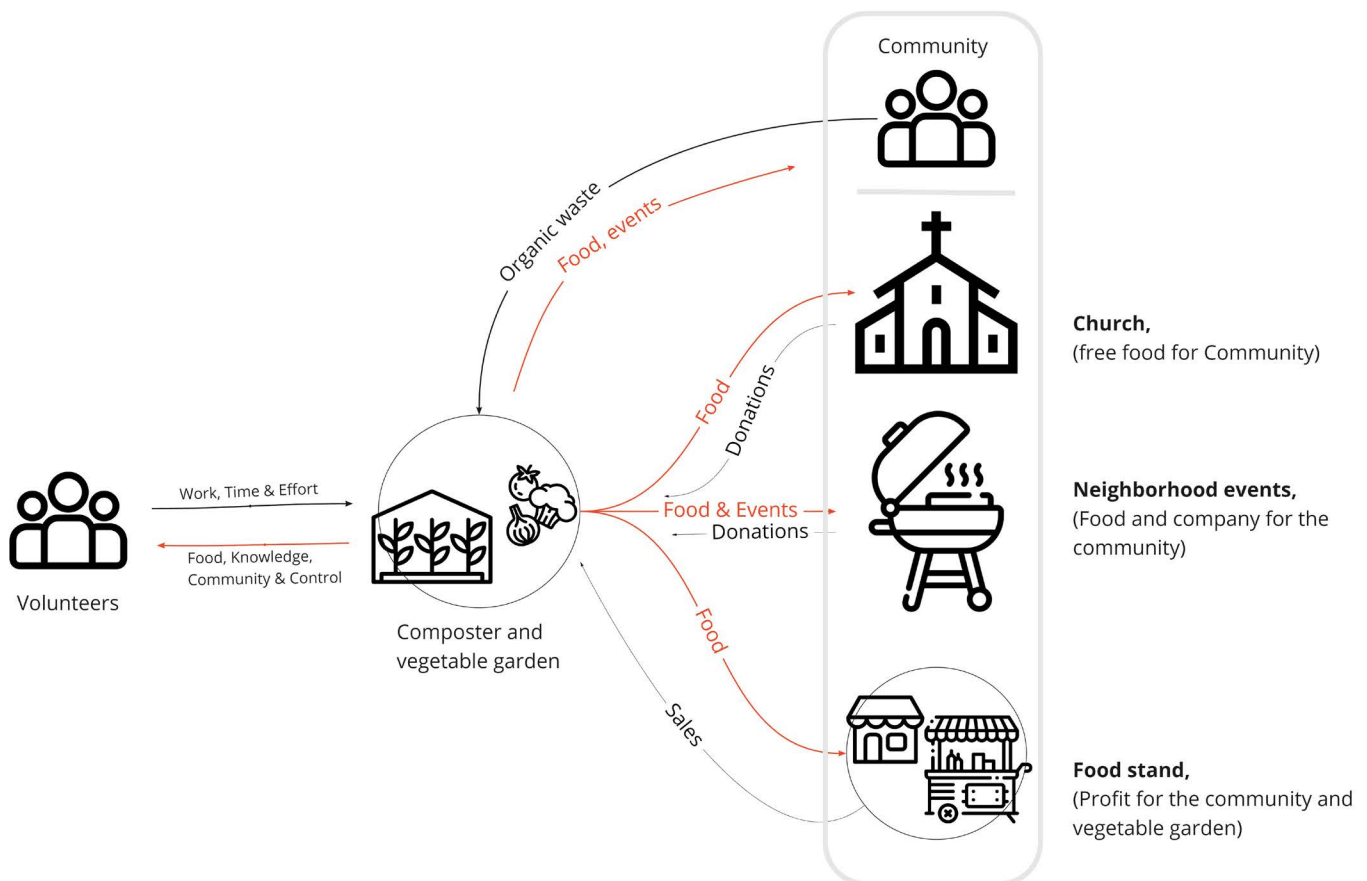 Community
Organic waste
Food, events
Church,
(free food for Community)
Food
Donations
Work, Time & Effort
Food, Knowledge,
Community & Control
Volunteers
Composter and
vegetable garden
Food & Events
Donations
Neighborhood events,
(Food and company for the
community)
Food
Sales
Food stand,
(Profit for the community and
vegetable garden)